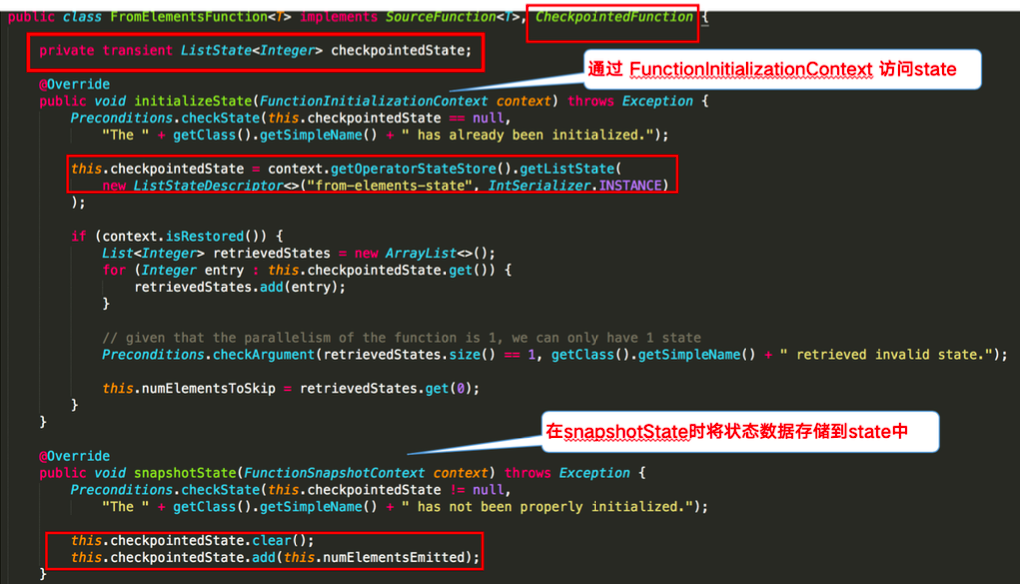 public class FromElementsFunction<T> implements SourceFunction<T>, CheckpointedFunction {
private transient ListState<Integer> checkpointedState;
通过 FunctionInitializationContext 访问state
@Override
public void initializeState(FunctionInitializationContext context) throws Exception {
Preconditions.checkState(this.checkpointedState == null,
"The " + getClass().getSimpleName() + " has already been initialized.");
this.checkpointedState = context.getOperatorStateStore().getListState(
new ListStateDescriptor<>("from-elements-state", IntSerializer.INSTANCE)
);
if (context.isRestored()) {
List<Integer> retrievedStates = new ArrayList<>();
for (Integer entry : this.checkpointedState.get()) {
retrievedStates.add(entry);
}
// given that the parallelism of the function is 1, we can only have 1 state
Preconditions.checkArgument(retrievedStates.size() == 1, getClass().getSimpleName() + " retrieved invalid state.");
this.numElementsToSkip = retrievedStates.get(0);
}
}
在snapshotState时将状态数据存储到state中
@Override
public void snapshotState(FunctionSnapshotContext context) throws Exception {
Preconditions.checkState(this.checkpointedState != null,
"The " + getClass().getSimpleName() + " has not been properly initialized.");
this.checkpointedState.clear();
this.checkpointedState.add(this.numElementsEmitted);
}